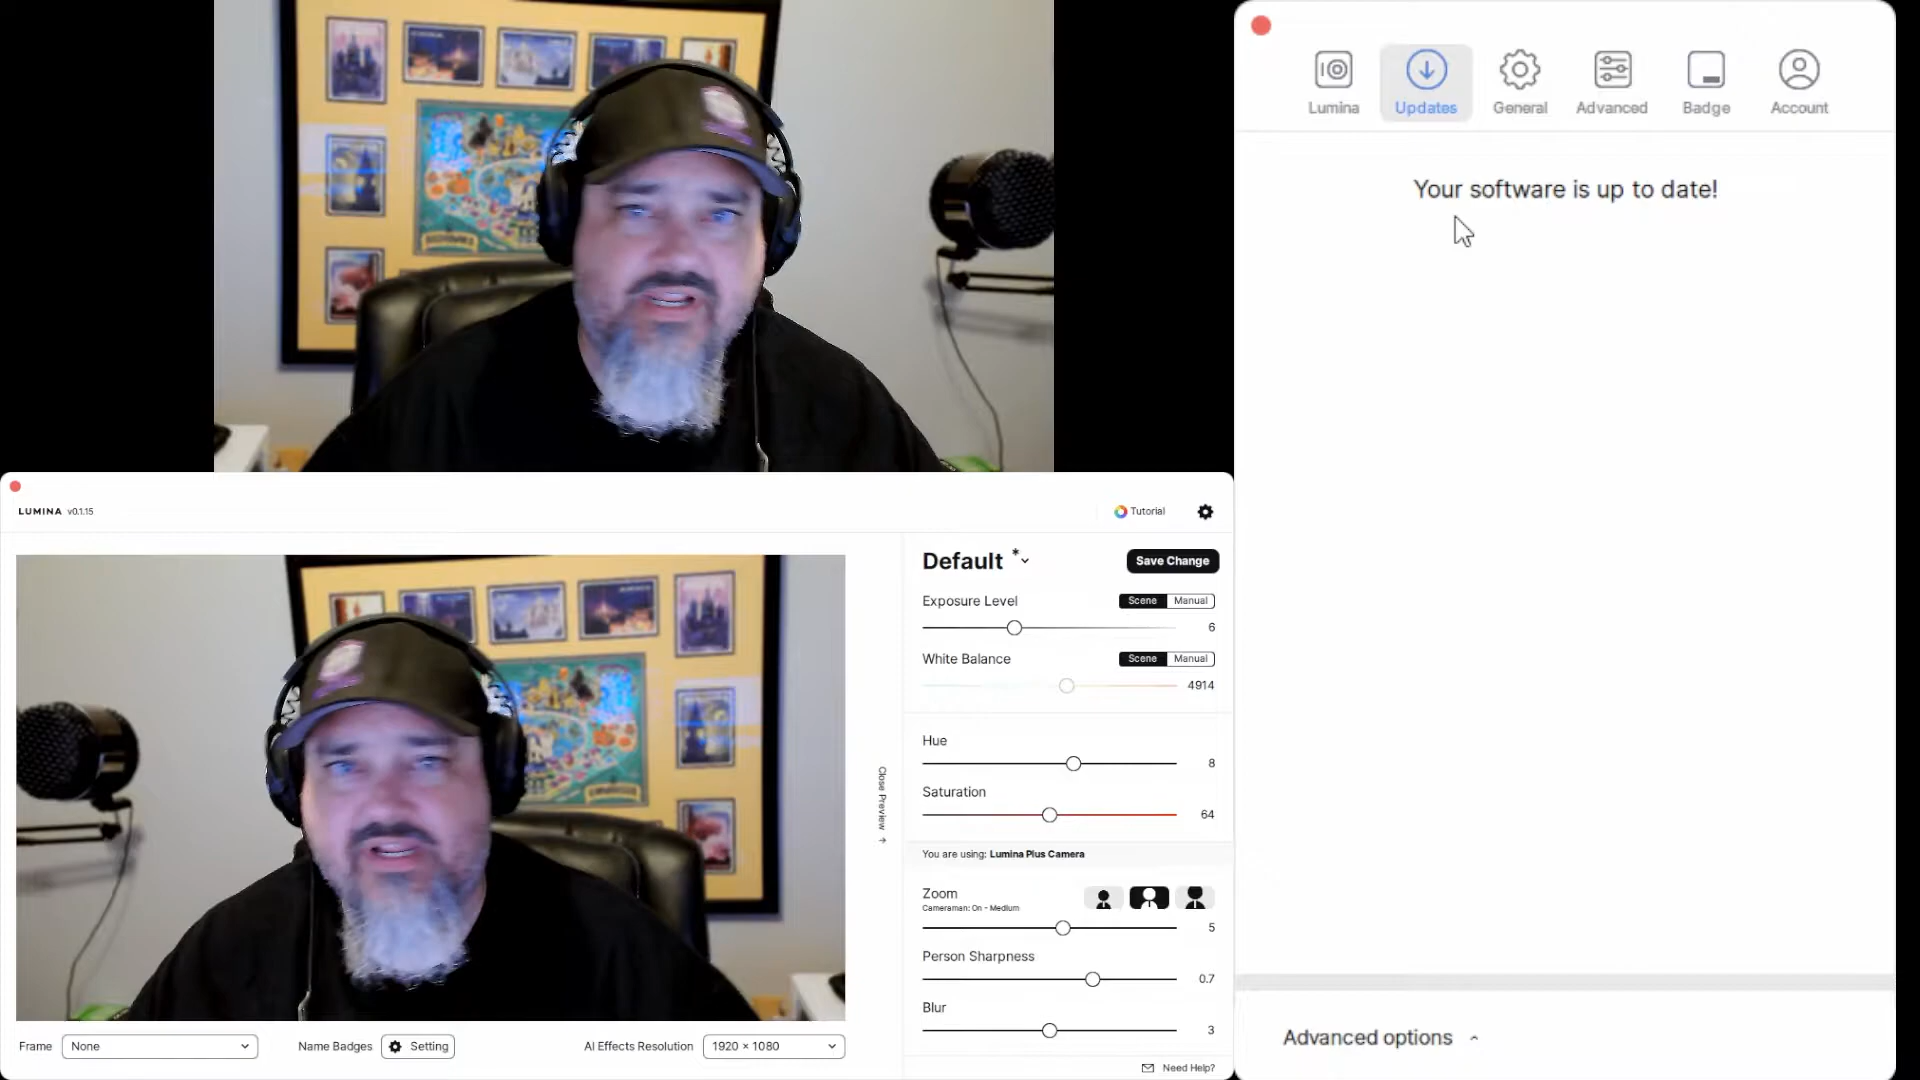 Lumina
Updates
General
Advanced
Badge
Account
Your software is up to date!
Advanced options
LUMINA v0.1.15
Tutorial
Default *
Save Change
Exposure Level
Scene
Manual
6
White Balance
Scene
Manual
4914
Hue
8
Saturation
64
You are using: Lumina Plus Camera
Zoom
Cameraman: On - Medium
5
Person Sharpness
0.7
Blur
3
Close Preview
Frame
None
Name Badges
Setting
AI Effects Resolution
1920 × 1080
Need Help?